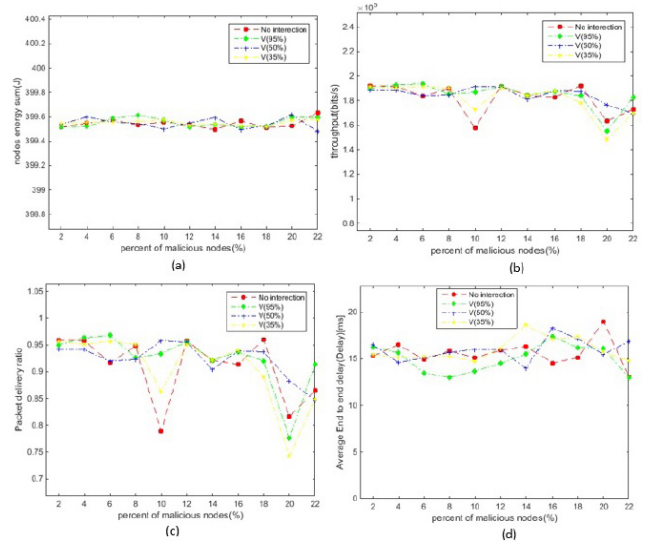 400.4
400.2
400
399.8
399.6
399.4
399.2
399
398.8
nodes energy sum(J)
No interection
V(95%)
V(50%)
V(35%)
2 4 6 8 10 12 14 16 18 20 22
percent of malicious nodes(%)
(a)
× 10⁵
2.4
2.2
2
1.8
1.6
1.4
1.2
1
0.8
throughout(bits/s)
No interection
V(95%)
V(50%)
V(35%)
2 4 6 8 10 12 14 16 18 20 22
percent of malicious nodes(%)
(b)
1.05
1
0.95
0.9
0.85
0.8
0.75
0.7
Packet delivery ratio
No interection
V(95%)
V(50%)
V(35%)
2 4 6 8 10 12 14 16 18 20 22
percent of malicious nodes(%)
(c)
20
15
10
5
0
Average End to end delay(Delay)[ms]
No interection
V(95%)
V(50%)
V(35%)
2 4 6 8 10 12 14 16 18 20 22
percent of malicious nodes(%)
(d)